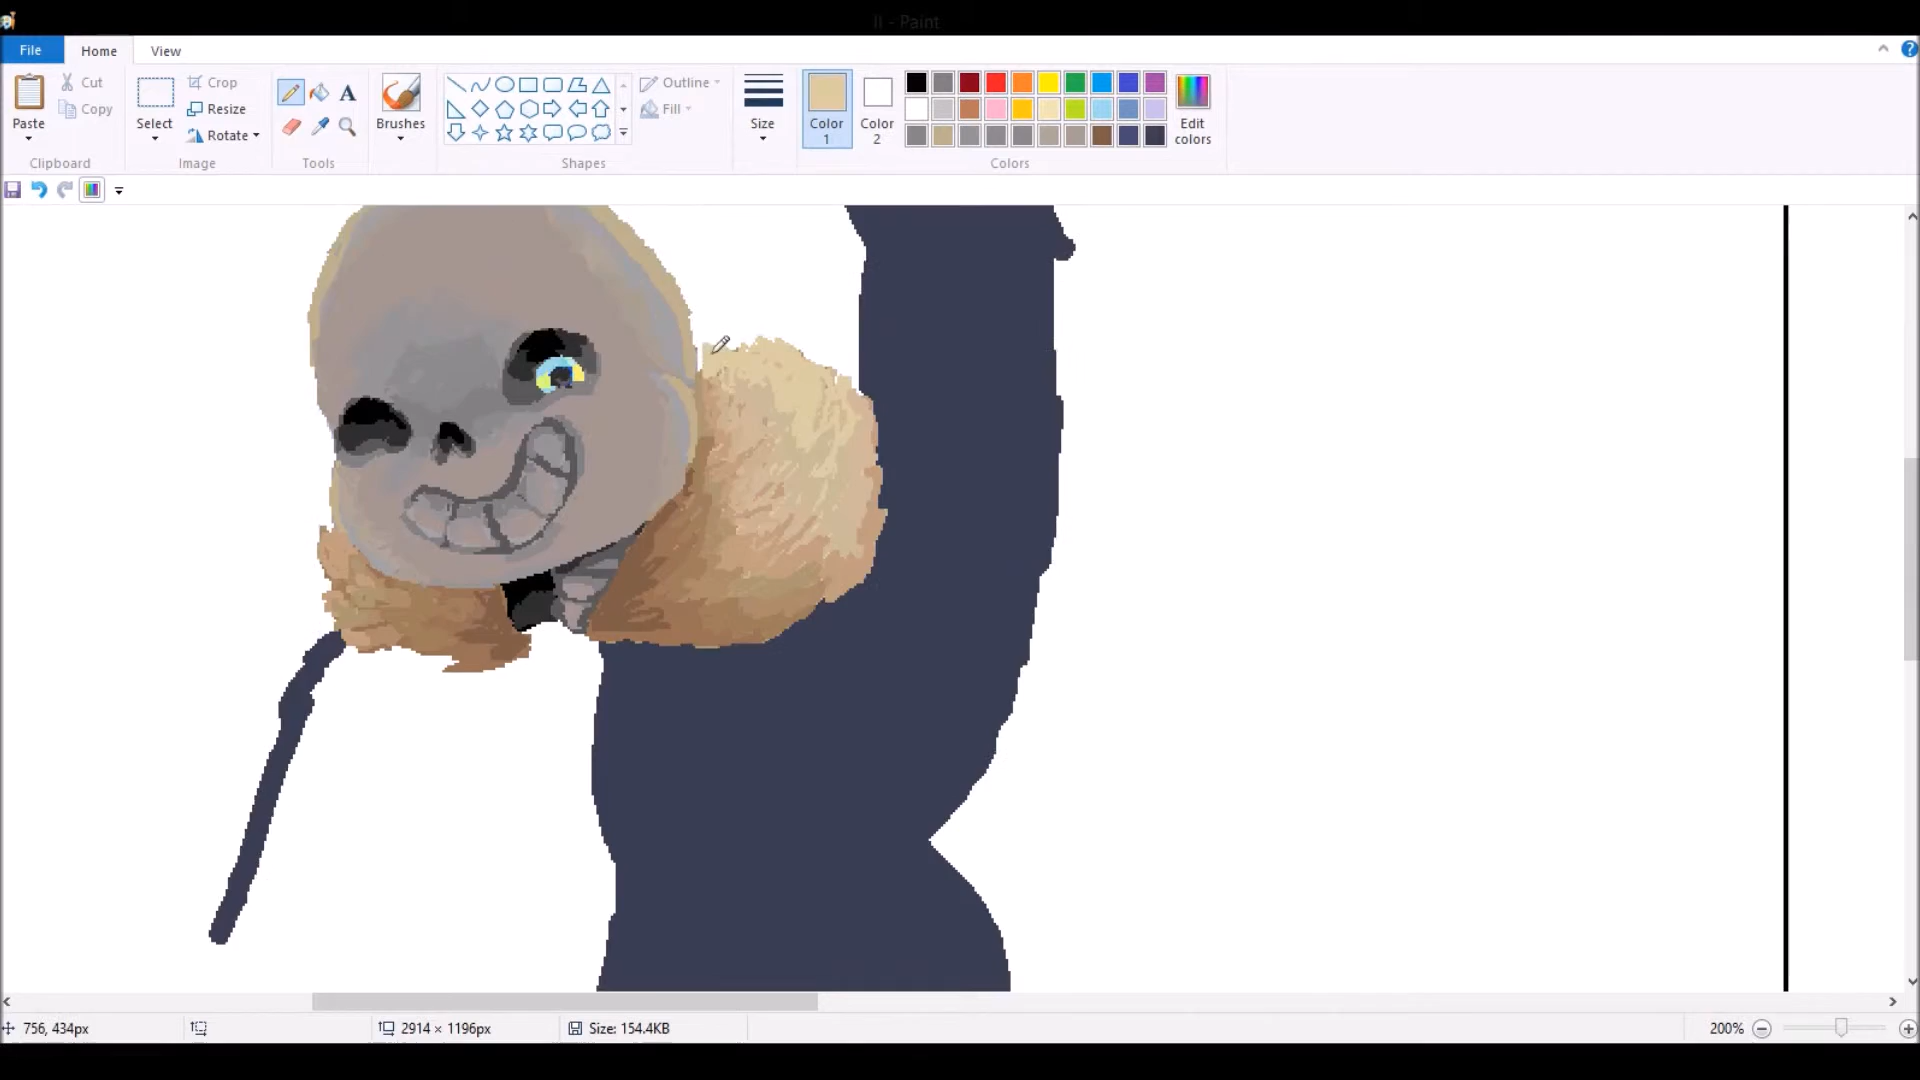 II - Paint
File
Home
View
Paste
Cut
Copy
Clipboard
Select
Crop
Resize
Rotate
Image
A
Tools
Brushes
Shapes
Outline
Fill
Size
Color
1
Color
2
Edit
colors
Colors
756, 434px
2914 × 1196px
Size: 154.4KB
200%